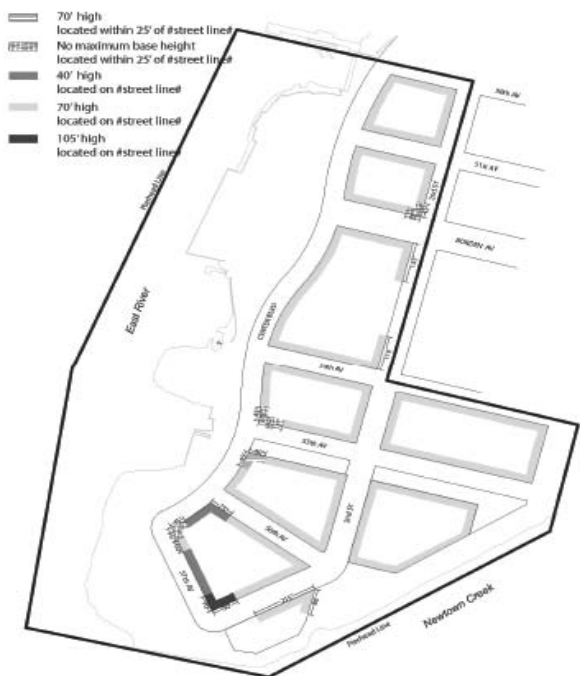 70' high
located within 25' of #street line#
No maximum base height
located within 25' of #street line#
40' high
located on #street line#
70' high
located on #street line#
105' high
located on #street line#
50th AV
51st AV
2nd ST
BORDEN AV
Pierhead Line
East River
CENTER BLVD
54th AV
55th AV
56th AV
2nd St
57th AV
215'
Pierhead Line
Newtown Creek